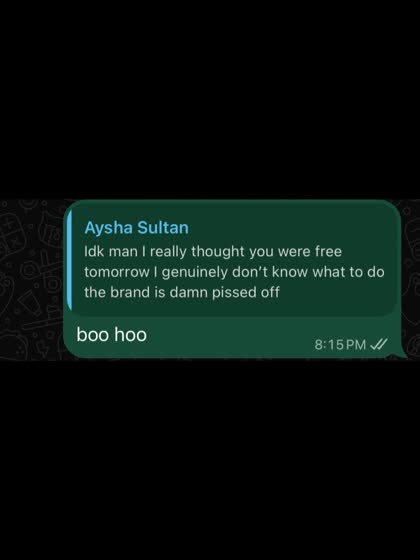 Aysha Sultan
Idk man I really thought you were free
tomorrow I genuinely don't know what to do
the brand is damn pissed off
boo hoo
8:15 PM